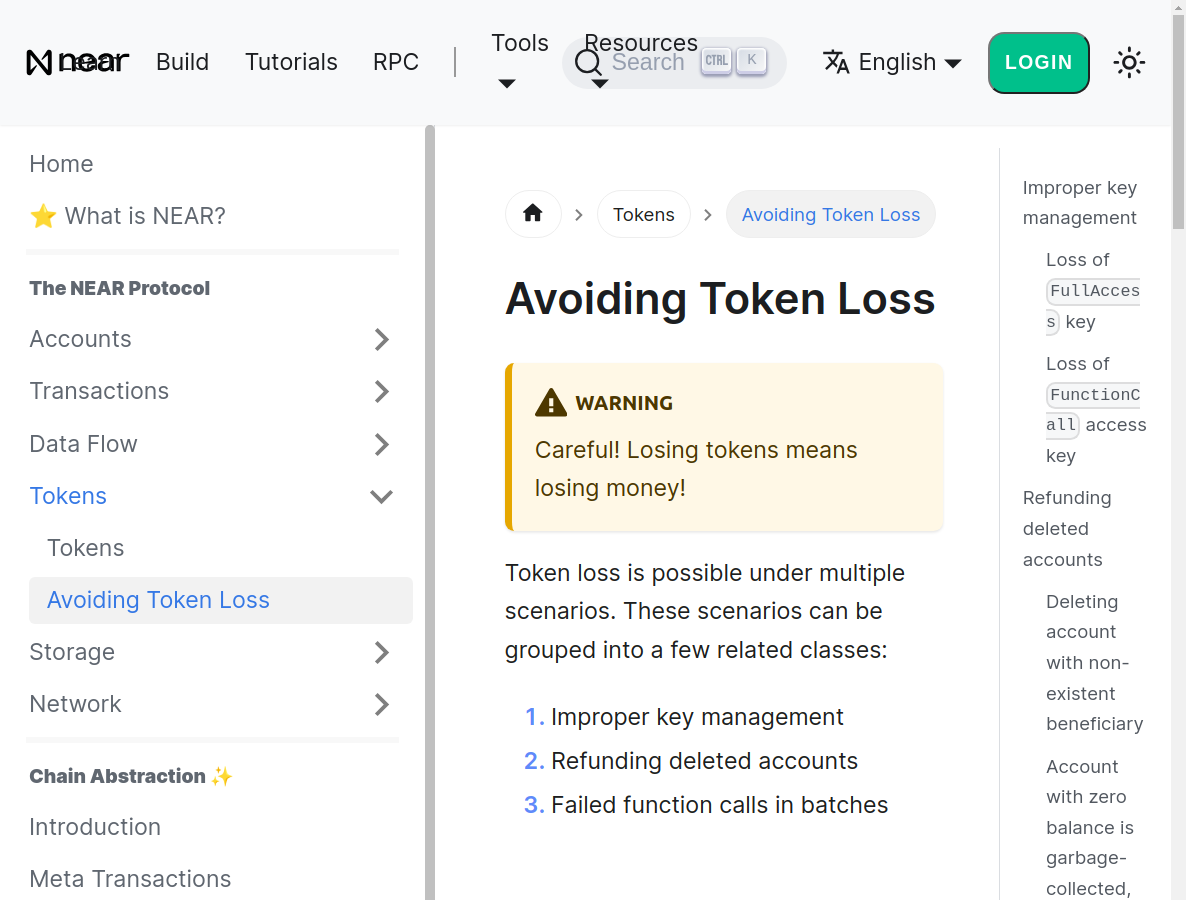 near
Learn
Build
Tutorials
RPC
Tools
Resources
Search
CTRL
K
English
LOGIN
Home
⭐ What is NEAR?
The NEAR Protocol
Accounts
Transactions
Data Flow
Tokens
Tokens
Avoiding Token Loss
Storage
Network
Chain Abstraction ✨
Introduction
Meta Transactions
Tokens
Avoiding Token Loss
Avoiding Token Loss
WARNING
Careful! Losing tokens means
losing money!
Token loss is possible under multiple
scenarios. These scenarios can be
grouped into a few related classes:
1. Improper key management
2. Refunding deleted accounts
3. Failed function calls in batches
Improper key
management
Loss of
FullAcces
s key
Loss of
FunctionC
all access
key
Refunding
deleted
accounts
Deleting
account
with non-
existent
beneficiary
Account
with zero
balance is
garbage-
collected,